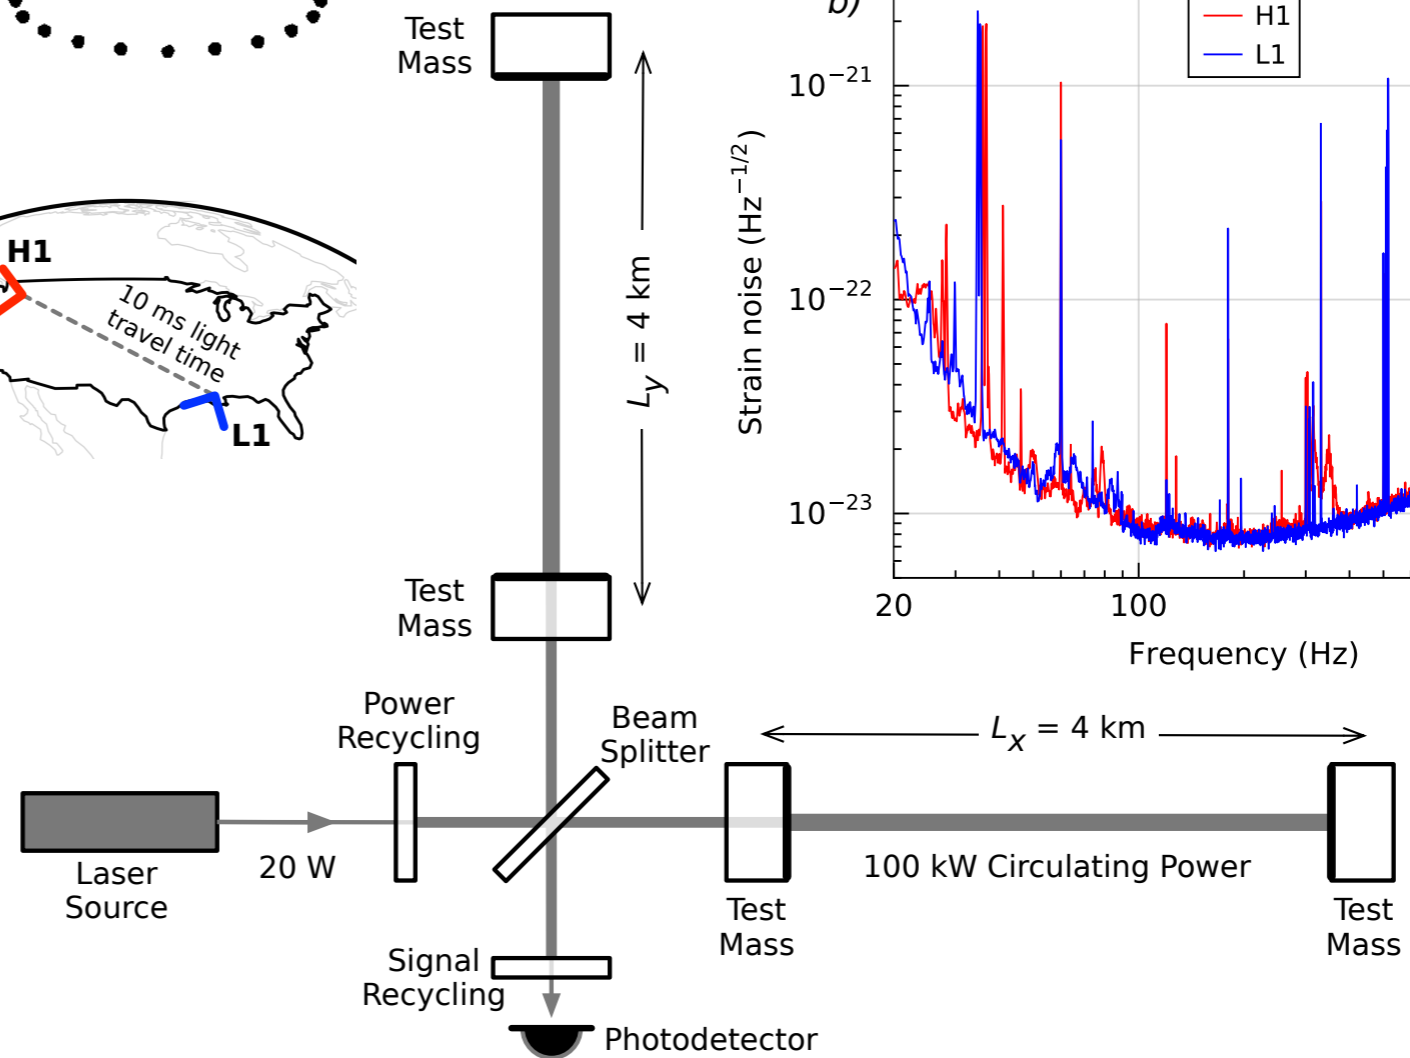 Test
Mass
L_y = 4 km
Test
Mass
H1
10 ms light
travel time
L1
b)
H1
L1
10^−21
10^−22
10^−23
Strain noise (Hz^−1/2)
20
100
Frequency (Hz)
Power
Recycling
Beam
Splitter
L_x = 4 km
Laser
Source
20 W
100 kW Circulating Power
Test
Mass
Test
Mass
Signal
Recycling
Photodetector